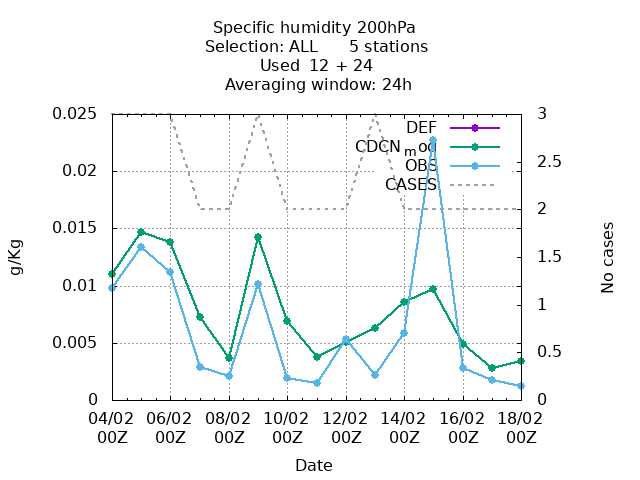 Specific humidity 200hPa
Selection: ALL 5 stations
Used 12 + 24
Averaging window: 24h
0.025
0.02
0.015
0.01
0.005
0
g/Kg
3
2.5
2
1.5
1
0.5
0
No cases
DEF
CDCN_mod
OBS
CASES
04/02 06/02 08/02 10/02 12/02 14/02 16/02 18/02
00Z 00Z 00Z 00Z 00Z 00Z 00Z 00Z
Date